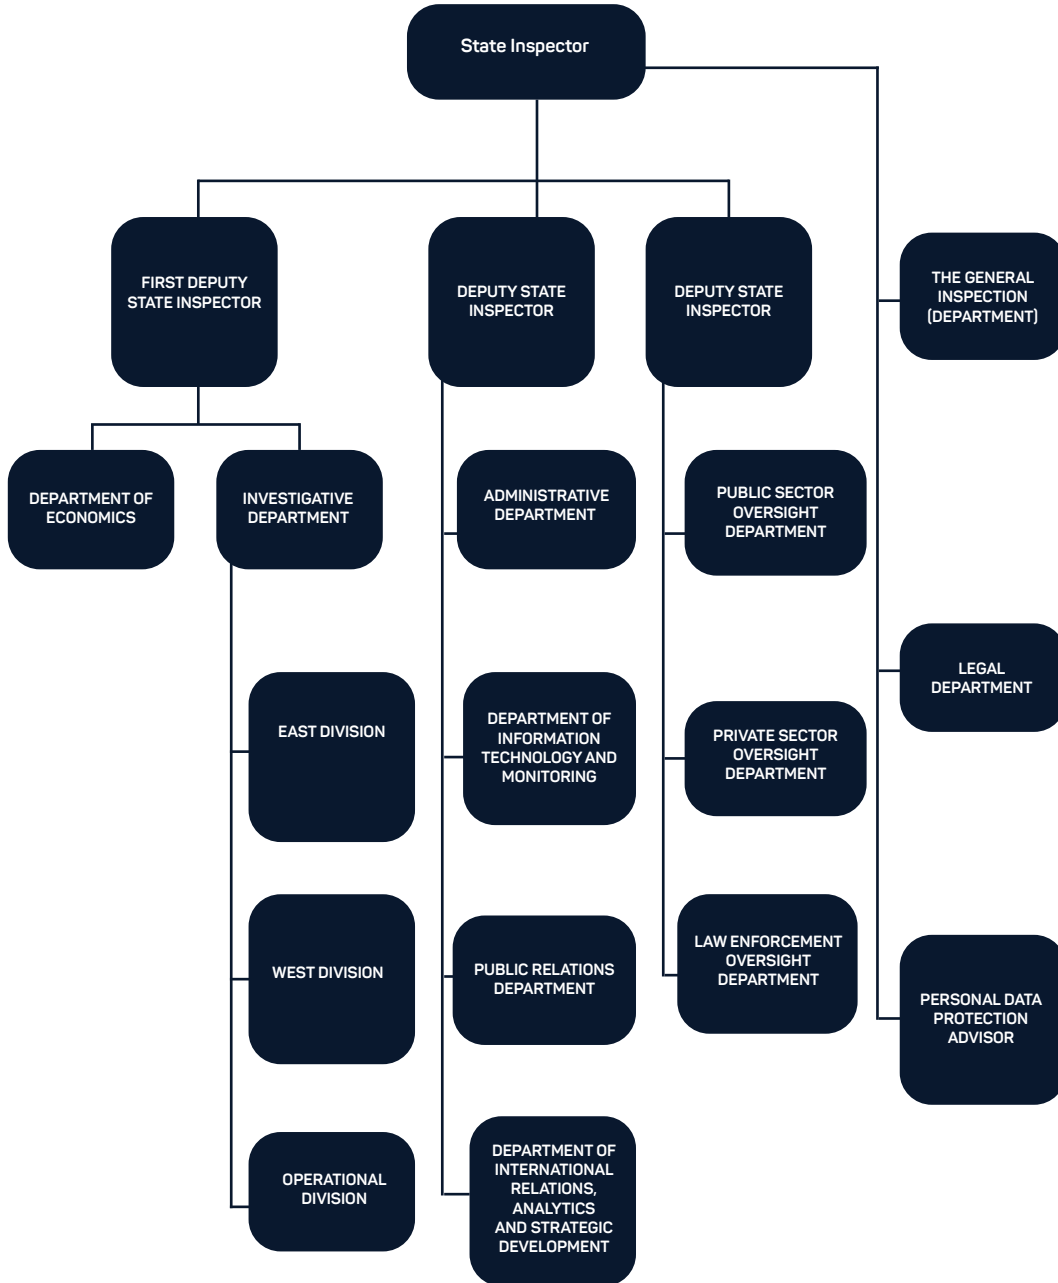 State Inspector
FIRST DEPUTY
STATE INSPECTOR
DEPUTY STATE
INSPECTOR
DEPUTY STATE
INSPECTOR
THE GENERAL
INSPECTION
(DEPARTMENT)
DEPARTMENT OF
ECONOMICS
INVESTIGATIVE
DEPARTMENT
ADMINISTRATIVE
DEPARTMENT
PUBLIC SECTOR
OVERSIGHT
DEPARTMENT
LEGAL
DEPARTMENT
EAST DIVISION
DEPARTMENT OF
INFORMATION
TECHNOLOGY AND
MONITORING
PRIVATE SECTOR
OVERSIGHT
DEPARTMENT
WEST DIVISION
PUBLIC RELATIONS
DEPARTMENT
LAW ENFORCEMENT
OVERSIGHT
DEPARTMENT
PERSONAL DATA
PROTECTION
ADVISOR
OPERATIONAL
DIVISION
DEPARTMENT OF
INTERNATIONAL
RELATIONS,
ANALYTICS
AND STRATEGIC
DEVELOPMENT